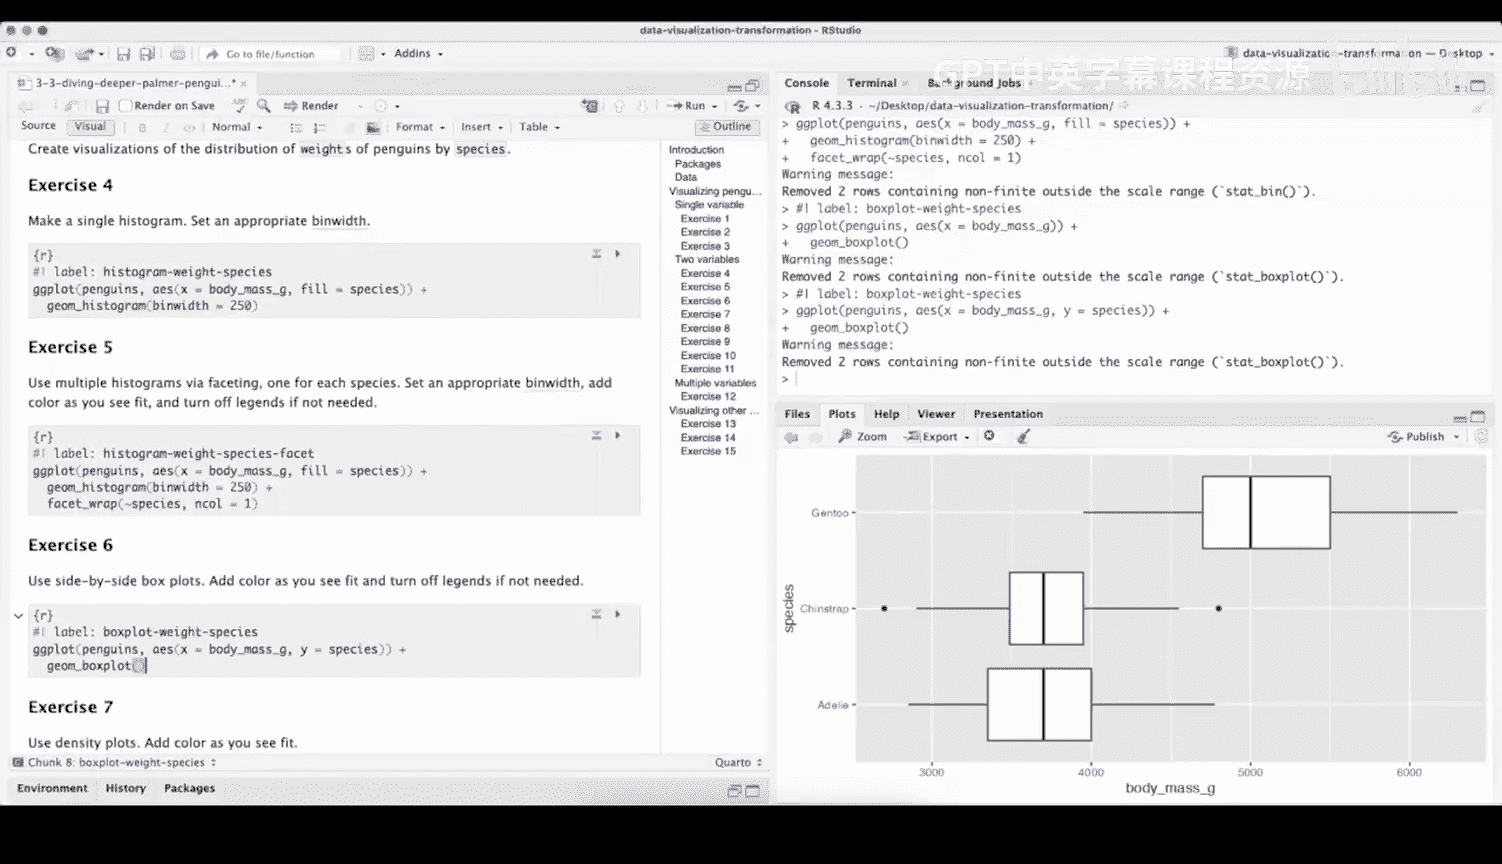 data-visualization-transformation - RStudio
Go to file/function
Addins
data-visualization-transformation — Desktop
GPT中英字幕课程资源
3-3-diving-deeper-palmer-pengui...*
Render on Save
Render
Run
Source
Visual
Normal
Format
Insert
Table
Outline
Create visualizations of the distribution of weights of penguins by species.
Exercise 4
Make a single histogram. Set an appropriate binwidth.
{r}
#| label: histogram-weight-species
ggplot(penguins, aes(x = body_mass_g, fill = species)) +
geom_histogram(binwidth = 250)
Exercise 5
Use multiple histograms via faceting, one for each species. Set an appropriate binwidth, add
color as you see fit, and turn off legends if not needed.
{r}
#| label: histogram-weight-species-facet
ggplot(penguins, aes(x = body_mass_g, fill = species)) +
geom_histogram(binwidth = 250) +
facet_wrap(~species, ncol = 1)
Exercise 6
Use side-by-side box plots. Add color as you see fit and turn off legends if not needed.
{r}
#| label: boxplot-weight-species
ggplot(penguins, aes(x = body_mass_g, y = species)) +
geom_boxplot()
Exercise 7
Use density plots. Add color as you see fit.
Chunk 8: boxplot-weight-species
Quarto
Environment
History
Packages
Introduction
Packages
Data
Visualizing pengu...
Single variable
Exercise 1
Exercise 2
Exercise 3
Two variables
Exercise 4
Exercise 5
Exercise 6
Exercise 7
Exercise 8
Exercise 9
Exercise 10
Exercise 11
Multiple variables
Exercise 12
Visualizing other ...
Exercise 13
Exercise 14
Exercise 15
Console
Terminal
Background Jobs
R 4.3.3 · ~/Desktop/data-visualization-transformation/
> ggplot(penguins, aes(x = body_mass_g, fill = species)) +
+ geom_histogram(binwidth = 250) +
+ facet_wrap(~species, ncol = 1)
Warning message:
Removed 2 rows containing non-finite outside the scale range (`stat_bin()`).
> #| label: boxplot-weight-species
> ggplot(penguins, aes(x = body_mass_g)) +
+ geom_boxplot()
Warning message:
Removed 2 rows containing non-finite outside the scale range (`stat_boxplot()`).
> #| label: boxplot-weight-species
> ggplot(penguins, aes(x = body_mass_g, y = species)) +
+ geom_boxplot()
Warning message:
Removed 2 rows containing non-finite outside the scale range (`stat_boxplot()`).
>
Files
Plots
Help
Viewer
Presentation
Zoom
Export
Publish
species
Gentoo
Chinstrap
Adelie
3000
4000
5000
6000
body_mass_g